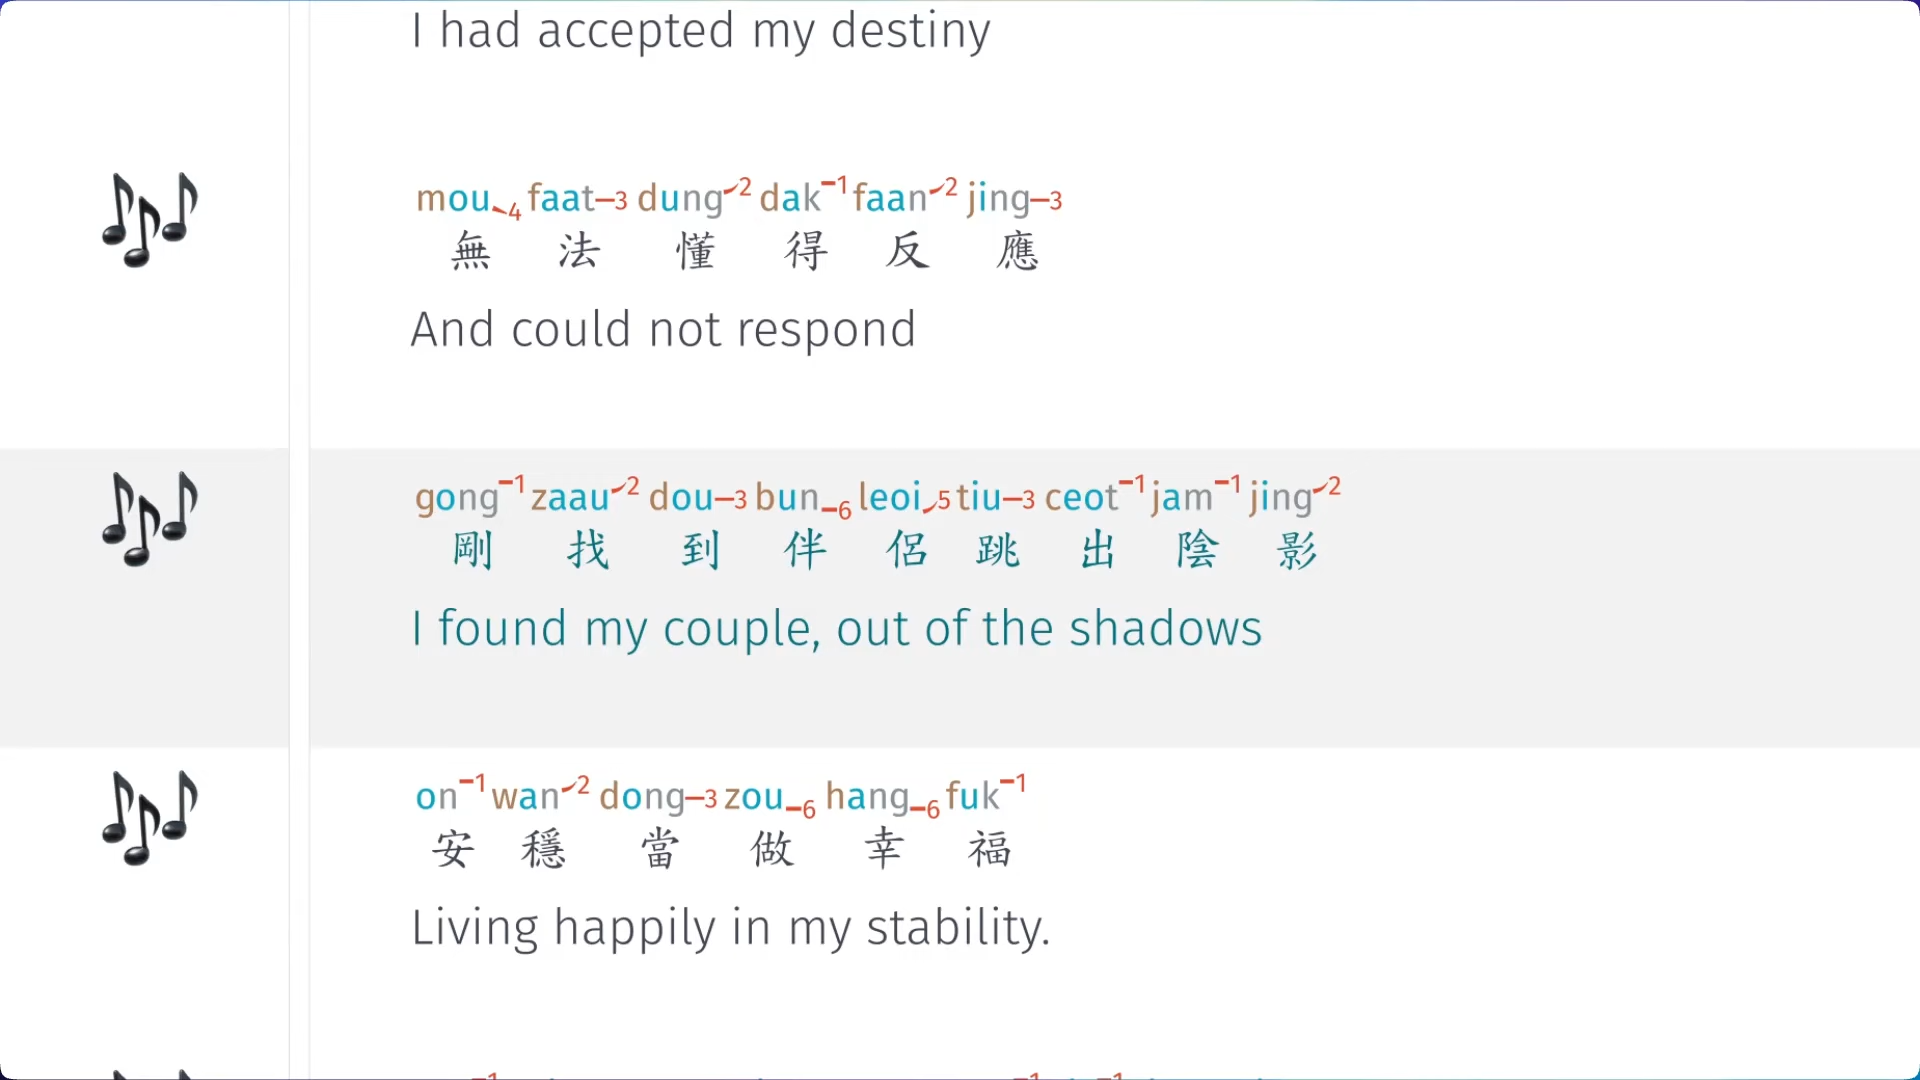 I had accepted my destiny
mou4 faat3 dung2 dak1 faan2 jing3
無 法 懂 得 反 應
And could not respond
gong1 zaau2 dou3 bun6 leoi5 tiu3 ceot1 jam1 jing2
剛 找 到 伴 侶 跳 出 陰 影
I found my couple, out of the shadows
on1 wan2 dong3 zou6 hang6 fuk1
安 穩 當 做 幸 福
Living happily in my stability.